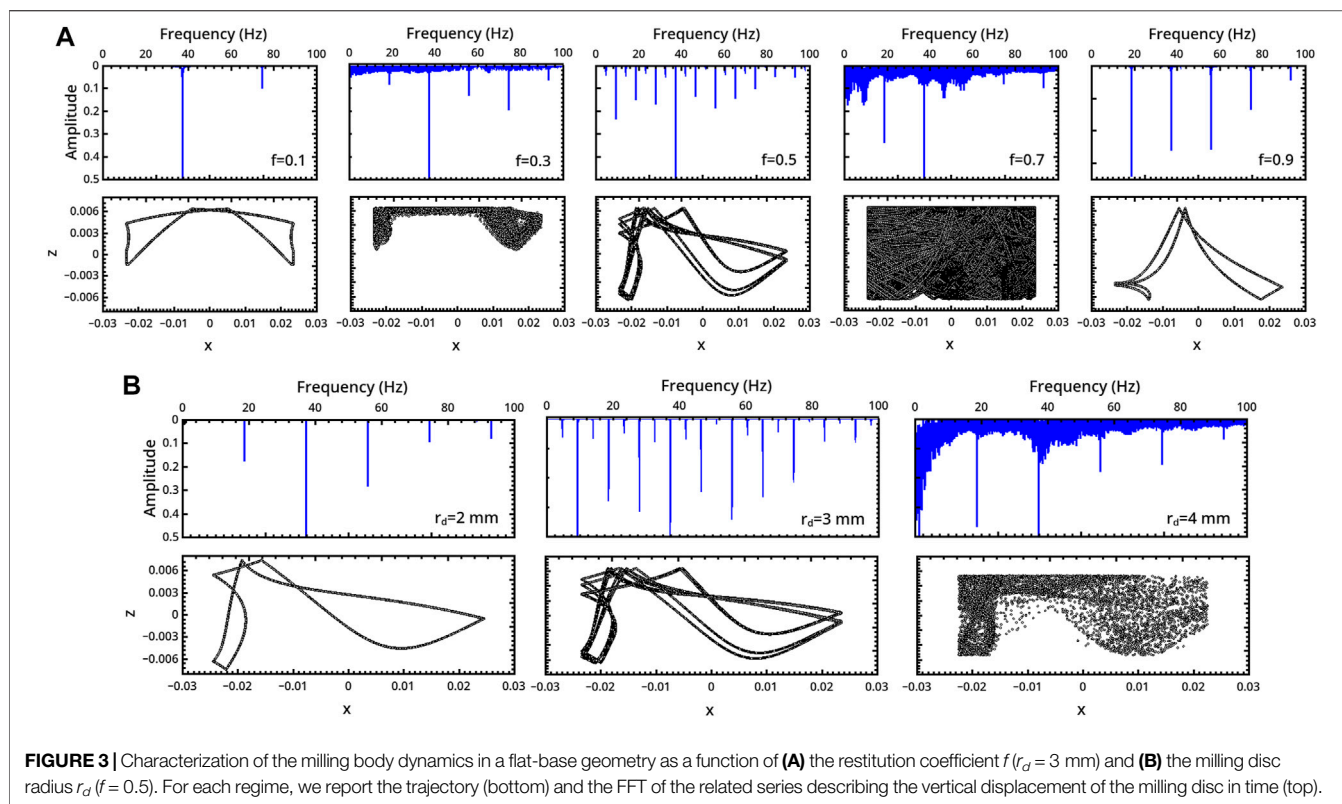 A
Frequency (Hz)
Frequency (Hz)
Frequency (Hz)
Frequency (Hz)
Frequency (Hz)
0 20 40 60 80 100
0 20 40 60 80 100
0 20 40 60 80 100
0 20 40 60 80 100
0 20 40 60 80 100
Amplitude
0
0.1
0.2
0.3
0.4
0.5
f=0.1
f=0.3
f=0.5
f=0.7
f=0.9
z
0.006
0.003
0
−0.003
−0.006
−0.03 −0.02 −0.01 0 0.01 0.02 0.03
−0.03 −0.02 −0.01 0 0.01 0.02 0.03
−0.03 −0.02 −0.01 0 0.01 0.02 0.03
−0.03 −0.02 −0.01 0 0.01 0.02 0.03
−0.03 −0.02 −0.01 0 0.01 0.02 0.03
x
x
x
x
x
B
Frequency (Hz)
Frequency (Hz)
Frequency (Hz)
0 20 40 60 80 100
0 20 40 60 80 100
0 20 40 60 80 100
Amplitude
0
0.1
0.2
0.3
0.4
0.5
rd=2 mm
rd=3 mm
rd=4 mm
z
0.006
0.003
0
−0.003
−0.006
−0.03 −0.02 −0.01 0 0.01 0.02 0.03
−0.03 −0.02 −0.01 0 0.01 0.02 0.03
−0.03 −0.02 −0.01 0 0.01 0.02 0.03
x
x
x
FIGURE 3 | Characterization of the milling body dynamics in a flat-base geometry as a function of (A) the restitution coefficient f (rd = 3 mm) and (B) the milling disc
radius rd (f = 0.5). For each regime, we report the trajectory (bottom) and the FFT of the related series describing the vertical displacement of the milling disc in time (top).